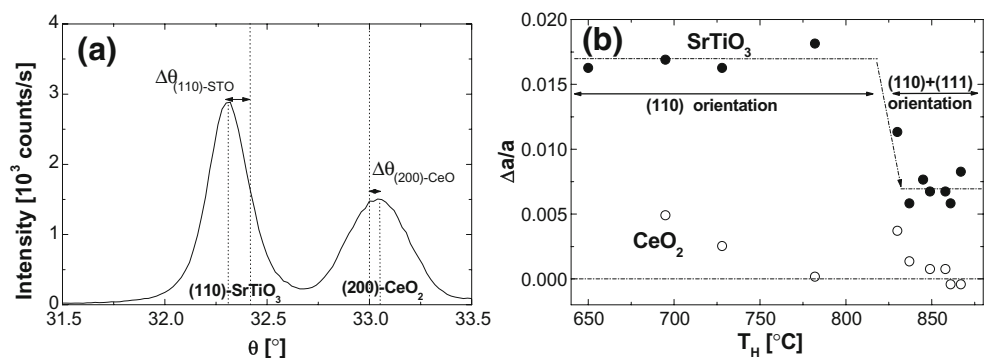 (a)
4
3
2
1
0
Intensity [10³ counts/s]
Δθ(110)-STO
Δθ(200)-CeO
(110)-SrTiO₃
(200)-CeO₂
31.5 32.0 32.5 33.0 33.5
θ [°]
(b)
0.020
0.015
0.010
0.005
0.000
Δa/a
SrTiO₃
(110) orientation
(110)+(111)
orientation
CeO₂
650 700 750 800 850
T_H [°C]